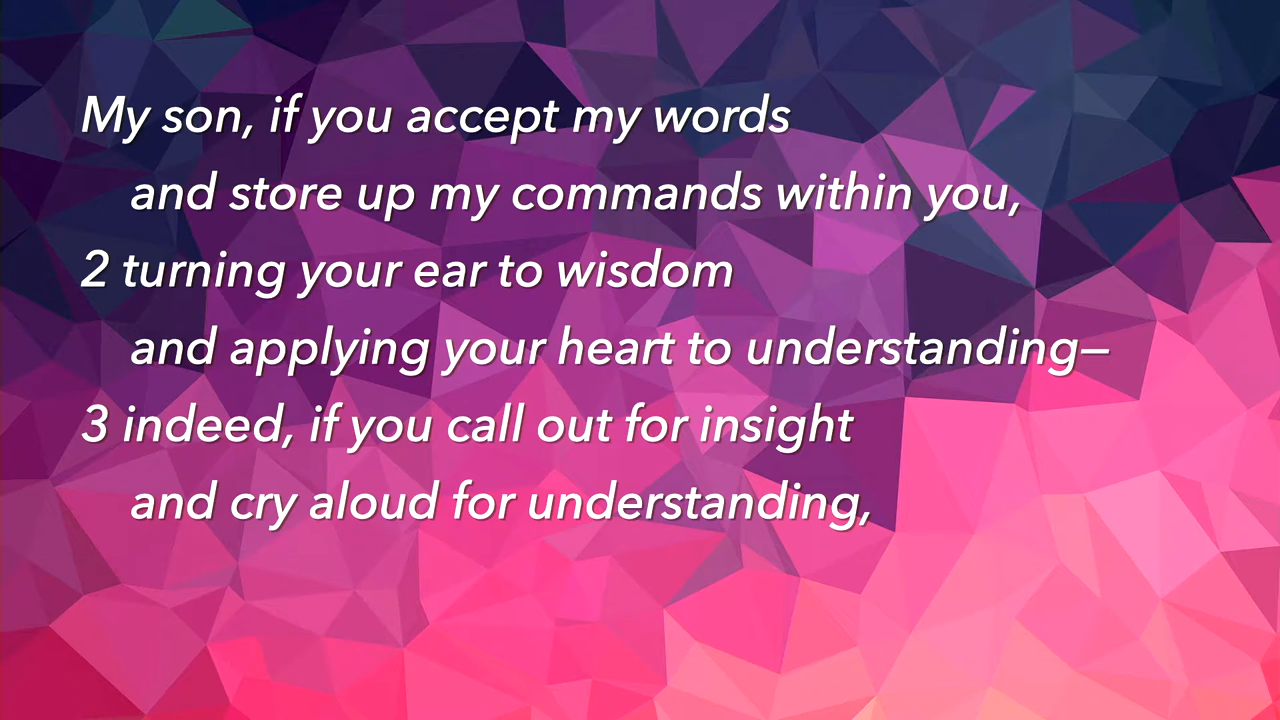 My son, if you accept my words
and store up my commands within you,
2 turning your ear to wisdom
and applying your heart to understanding—
3 indeed, if you call out for insight
and cry aloud for understanding,